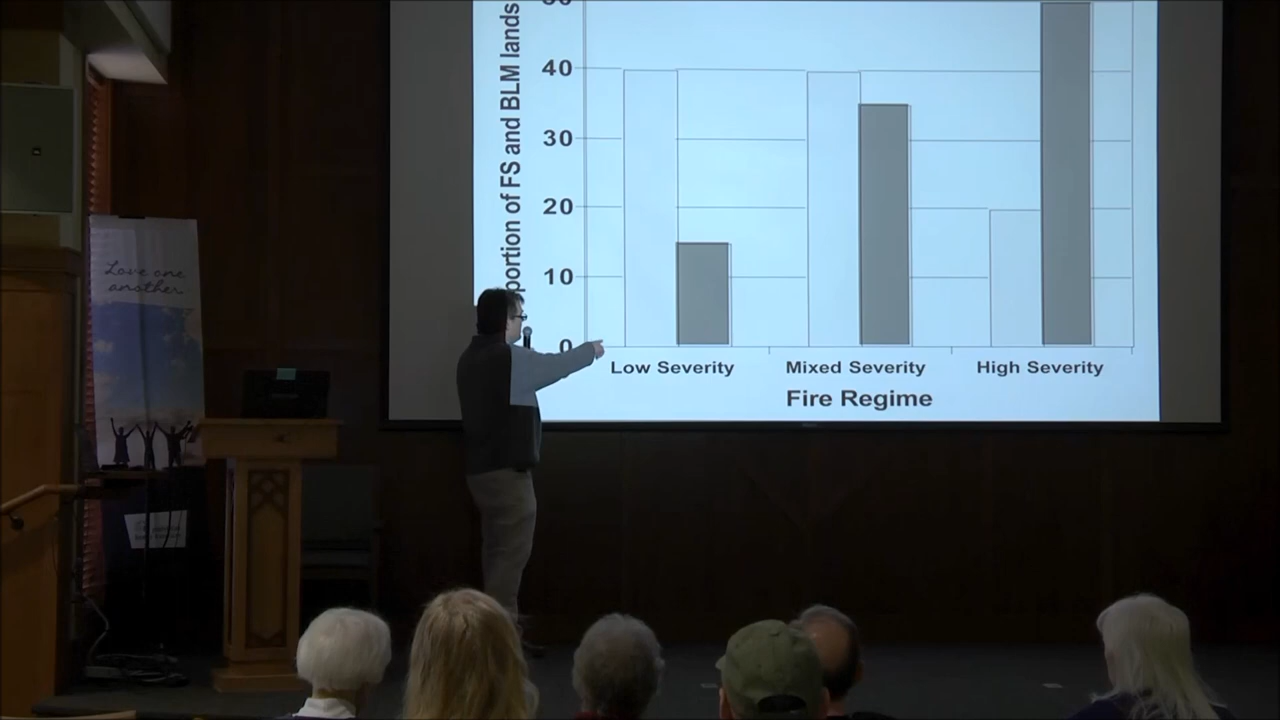 portion of FS and BLM lands
40
30
20
10
0
Low Severity
Mixed Severity
High Severity
Fire Regime
Love one
another